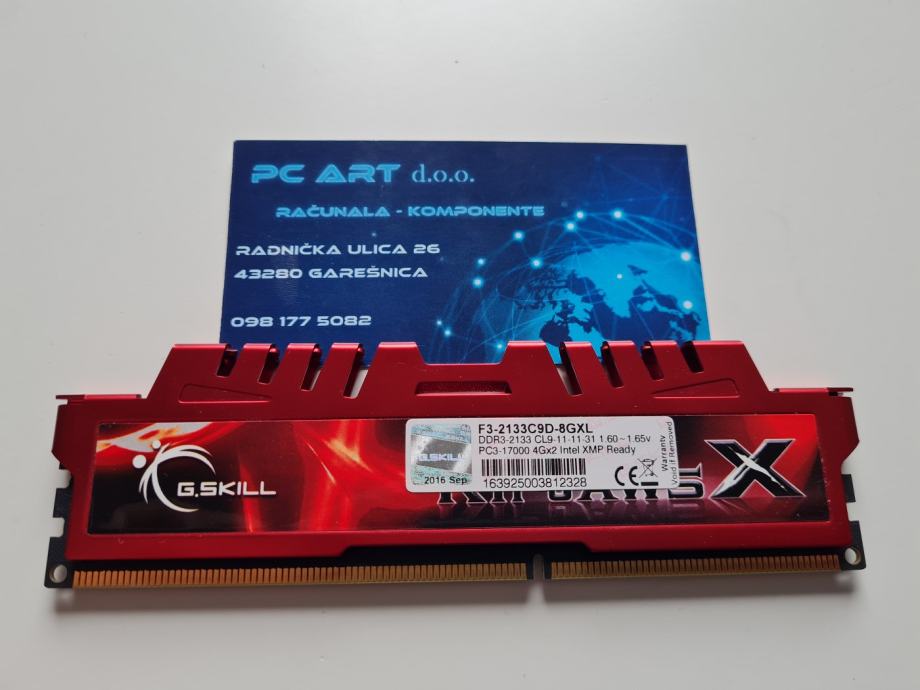 PC ART d.o.o.
RAČUNALA - KOMPONENTE
RADNIČKA ULICA 26
43280 GAREŠNICA
098 177 5082
G.SKILL
G.SKILL
2016 Sep
F3-2133C9D-8GXL
DDR3-2133 CL9-11-11-31 1.60~1.65v
PC3-17000 4Gx2 Intel XMP Ready
CE
163925003812328
Warranty
Void if Removed
X